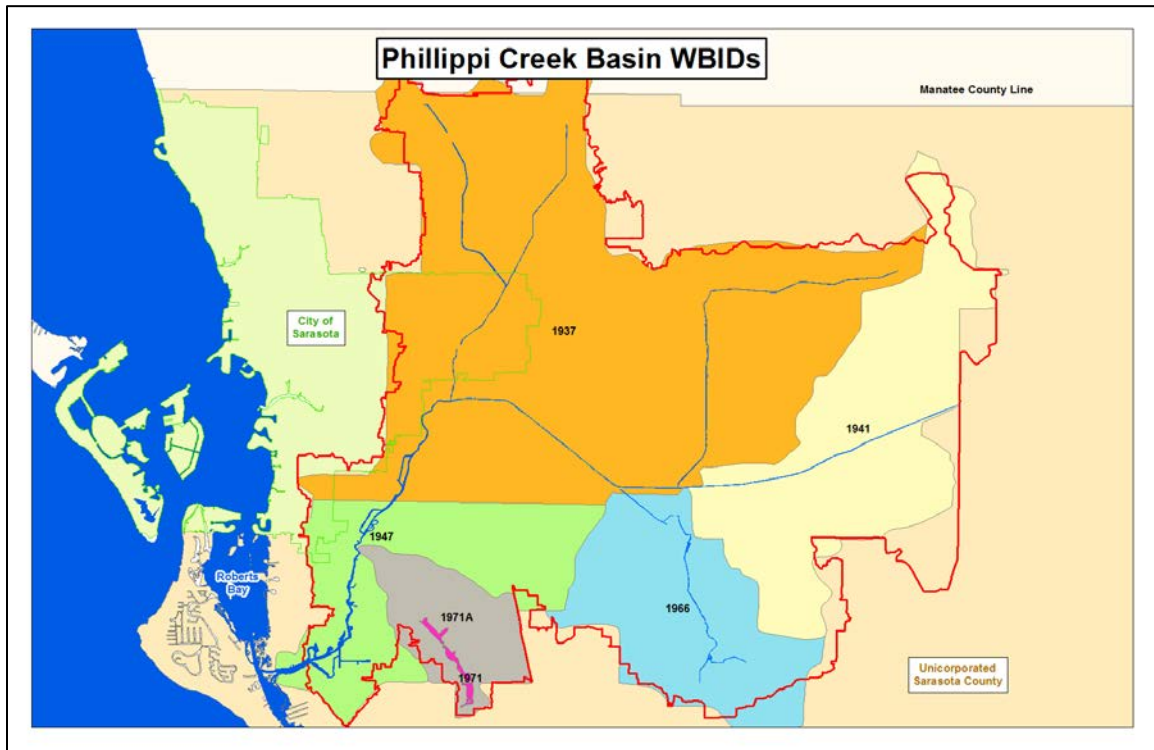 Phillippi Creek Basin WBIDs
Manatee County Line
City of
Sarasota
1937
1941
1947
Roberts
Bay
1971A
1966
1971
Unicorporated
Sarasota County